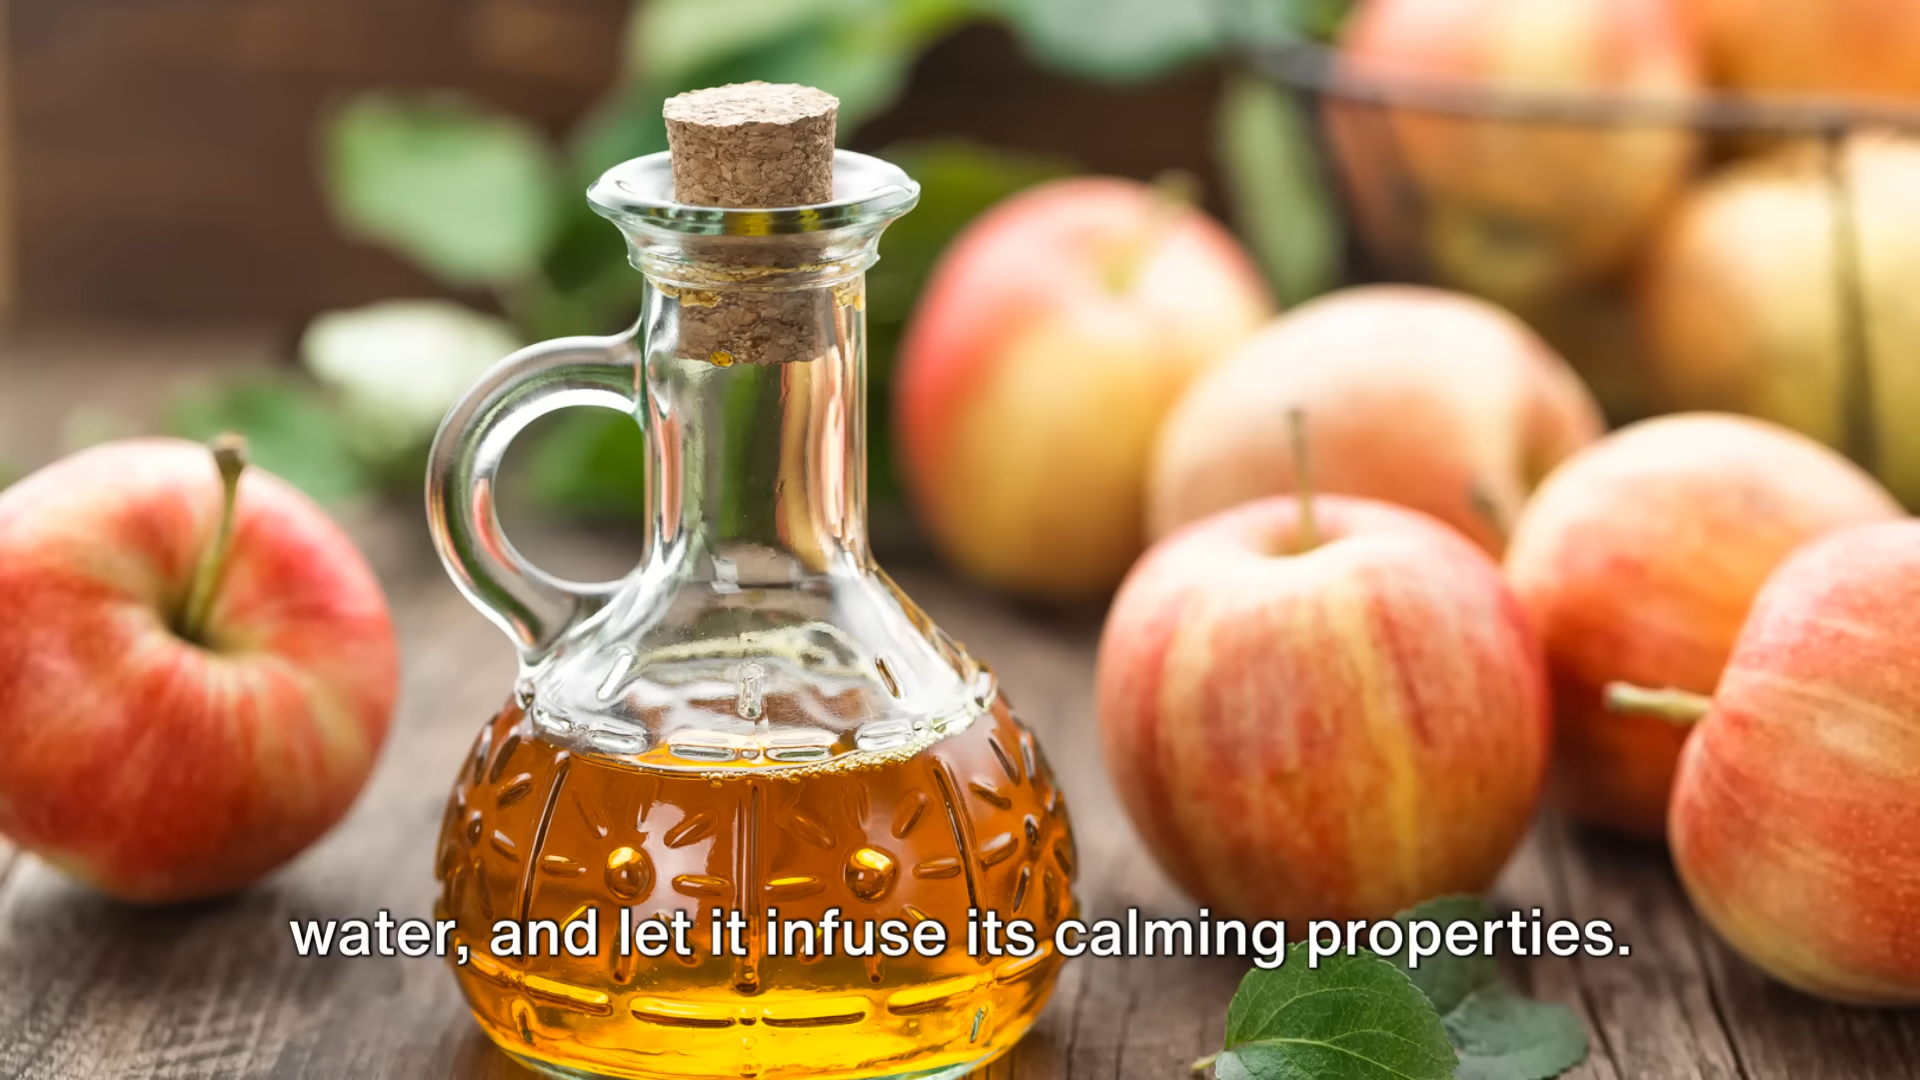 water, and let it infuse its calming properties.